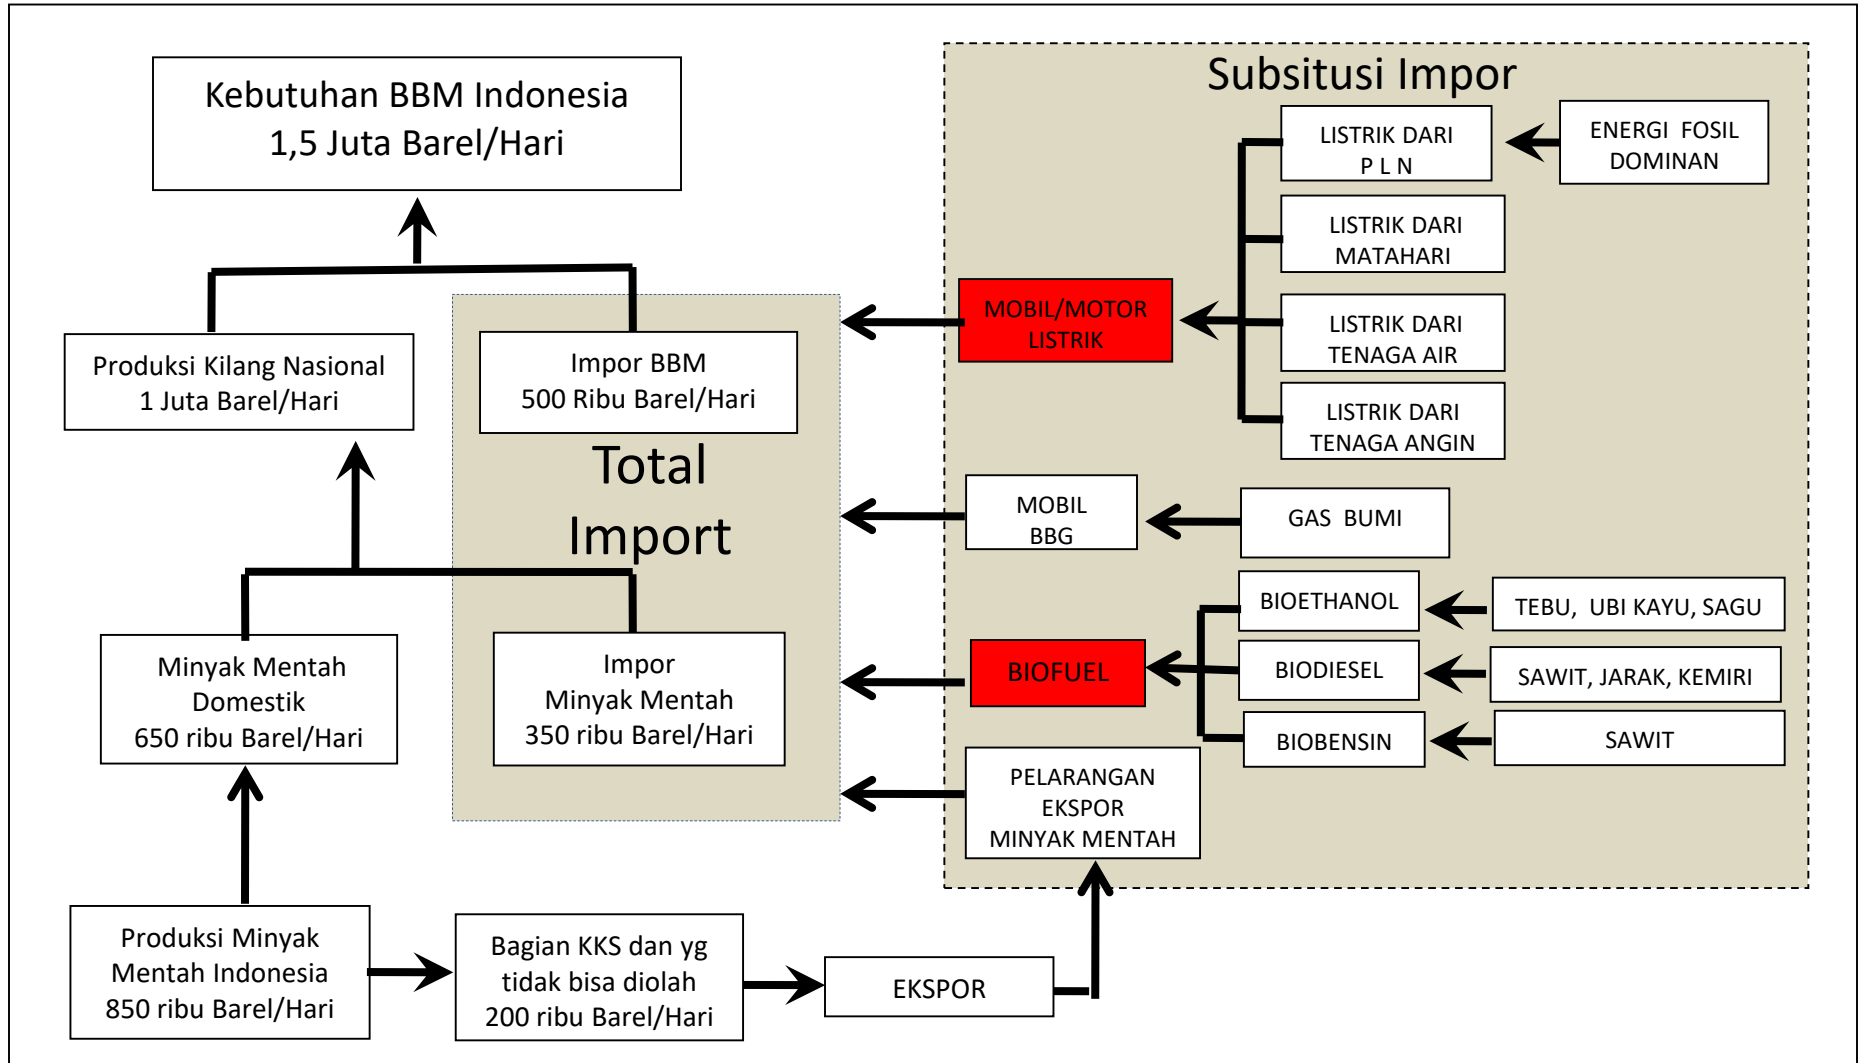 Kebutuhan BBM Indonesia
1,5 Juta Barel/Hari
Produksi Kilang Nasional
1 Juta Barel/Hari
Impor BBM
500 Ribu Barel/Hari
Total
Import
Minyak Mentah
Domestik
650 ribu Barel/Hari
Impor
Minyak Mentah
350 ribu Barel/Hari
Produksi Minyak
Mentah Indonesia
850 ribu Barel/Hari
Bagian KKS dan yg
tidak bisa diolah
200 ribu Barel/Hari
EKSPOR
Subsitusi Impor
MOBIL/MOTOR
LISTRIK
LISTRIK DARI
P L N
ENERGI FOSIL
DOMINAN
LISTRIK DARI
MATAHARI
LISTRIK DARI
TENAGA AIR
LISTRIK DARI
TENAGA ANGIN
MOBIL
BBG
GAS BUMI
BIOFUEL
BIOETHANOL
TEBU, UBI KAYU, SAGU
BIODIESEL
SAWIT, JARAK, KEMIRI
BIOBENSIN
SAWIT
PELARANGAN
EKSPOR
MINYAK MENTAH